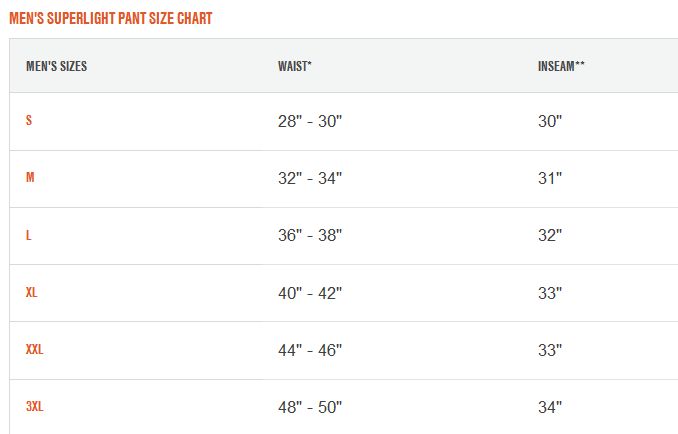 MEN'S SUPERLIGHT PANT SIZE CHART
MEN'S SIZES WAIST* INSEAM**
S 28" - 30" 30"
M 32" - 34" 31"
L 36" - 38" 32"
XL 40" - 42" 33"
XXL 44" - 46" 33"
3XL 48" - 50" 34"